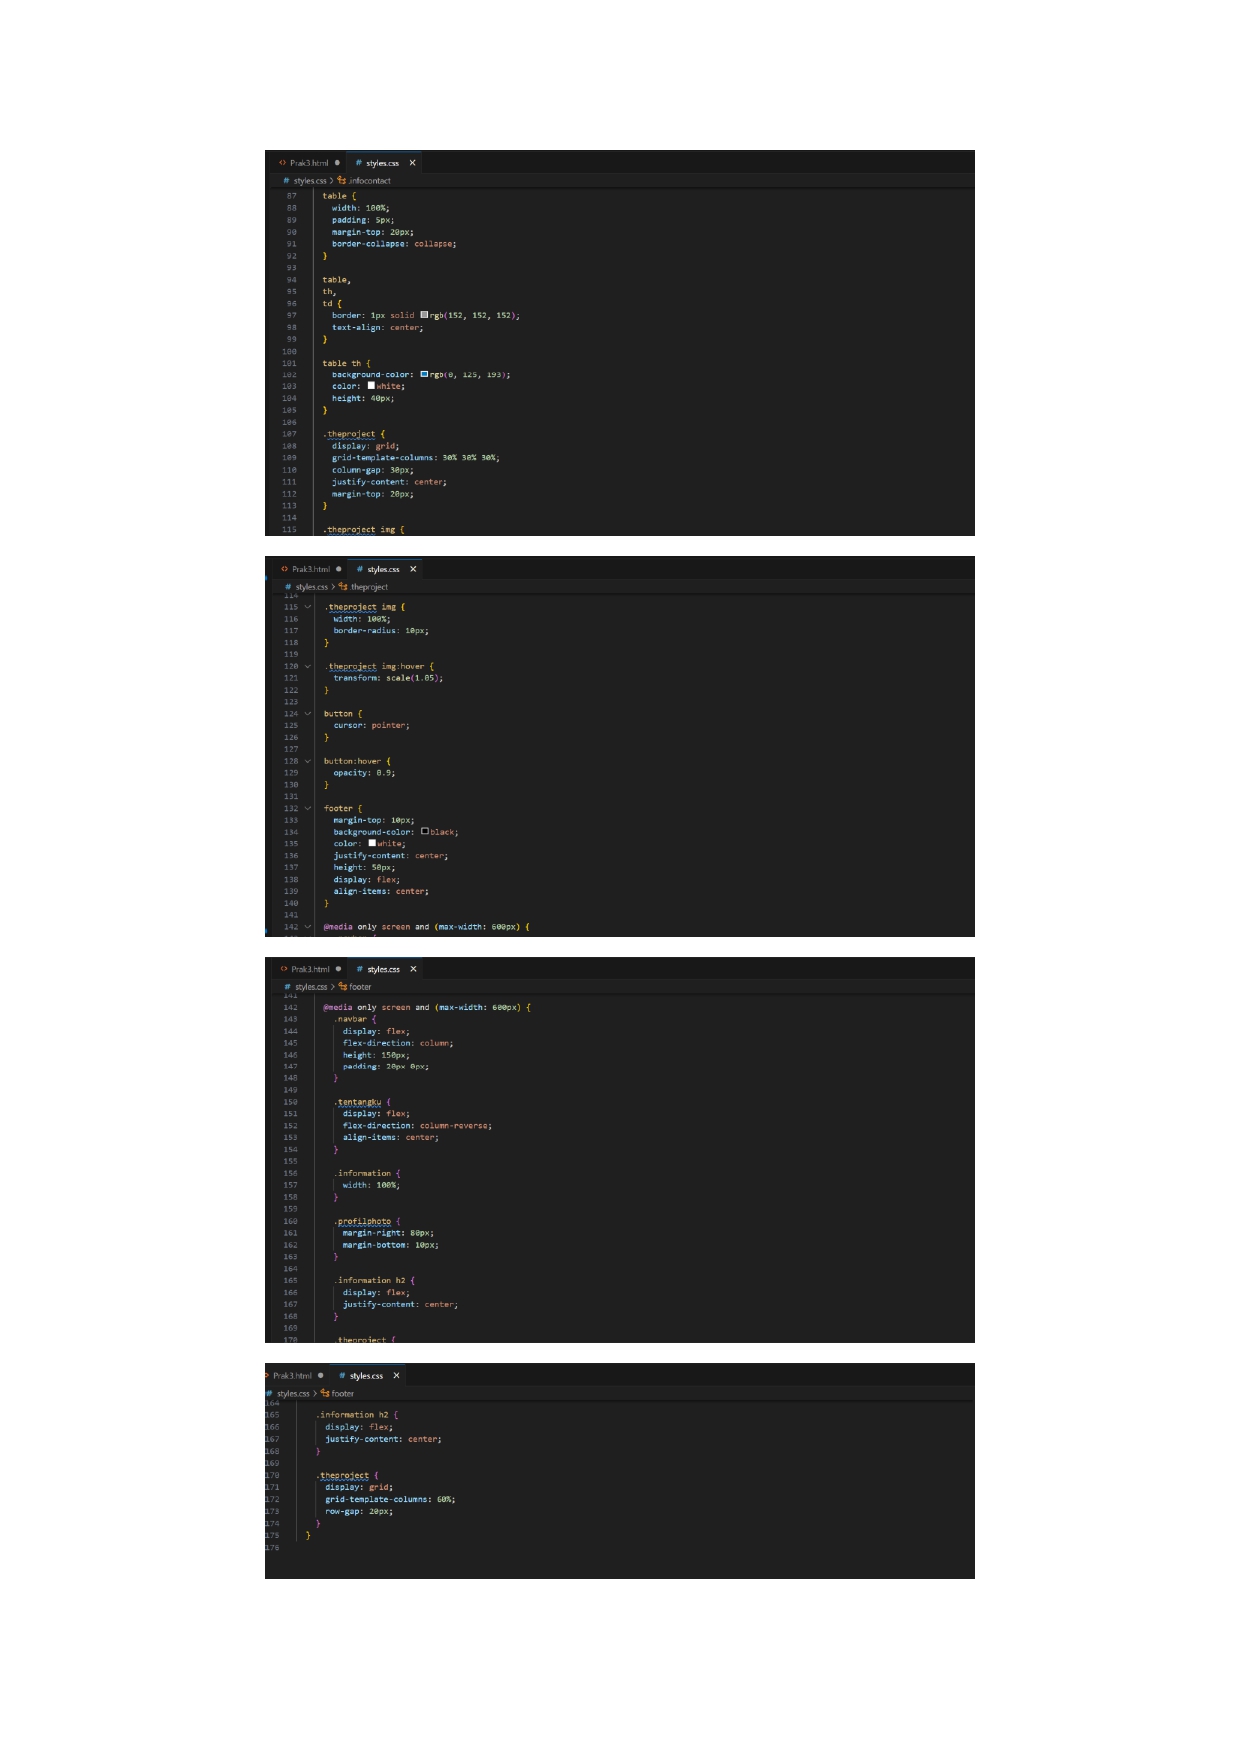 Prak3.html ● # styles.css ×
# styles.css > .infocontact
87 table {
88 width: 100%;
89 padding: 5px;
90 margin-top: 20px;
91 border-collapse: collapse;
92 }
93
94 table,
95 th,
96 td {
97 border: 1px solid rgb(152, 152, 152);
98 text-align: center;
99 }
100
101 table th {
102 background-color: rgb(0, 125, 193);
103 color: white;
104 height: 40px;
105 }
106
107 .theproject {
108 display: grid;
109 grid-template-columns: 30% 30% 30%;
110 column-gap: 30px;
111 justify-content: center;
112 margin-top: 20px;
113 }
114
115 .theproject img {
Prak3.html ● # styles.css ×
# styles.css > .theproject
114
115 .theproject img {
116 width: 100%;
117 border-radius: 10px;
118 }
119
120 .theproject img:hover {
121 transform: scale(1.05);
122 }
123
124 button {
125 cursor: pointer;
126 }
127
128 button:hover {
129 opacity: 0.9;
130 }
131
132 footer {
133 margin-top: 10px;
134 background-color: black;
135 color: white;
136 justify-content: center;
137 height: 50px;
138 display: flex;
139 align-items: center;
140 }
141
142 @media only screen and (max-width: 600px) {
Prak3.html ● # styles.css ×
# styles.css > footer
141
142 @media only screen and (max-width: 600px) {
143 .navbar {
144 display: flex;
145 flex-direction: column;
146 height: 150px;
147 padding: 20px 0px;
148 }
149
150 .tentangku {
151 display: flex;
152 flex-direction: column-reverse;
153 align-items: center;
154 }
155
156 .information {
157 width: 100%;
158 }
159
160 .profilphoto {
161 margin-right: 80px;
162 margin-bottom: 10px;
163 }
164
165 .information h2 {
166 display: flex;
167 justify-content: center;
168 }
169
170 .theproject {
Prak3.html ● # styles.css ×
# styles.css > footer
164
165 .information h2 {
166 display: flex;
167 justify-content: center;
168 }
169
170 .theproject {
171 display: grid;
172 grid-template-columns: 60%;
173 row-gap: 20px;
174 }
175 }
176